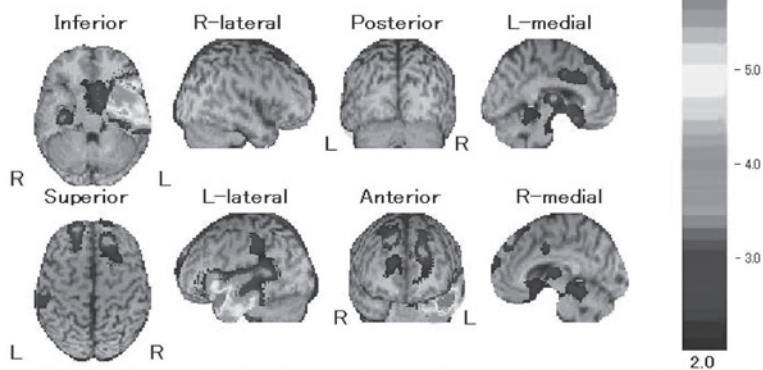 Inferior R-lateral Posterior L-medial
5.0
L R
R L
4.0
Superior L-lateral Anterior R-medial
3.0
R L
L R
2.0